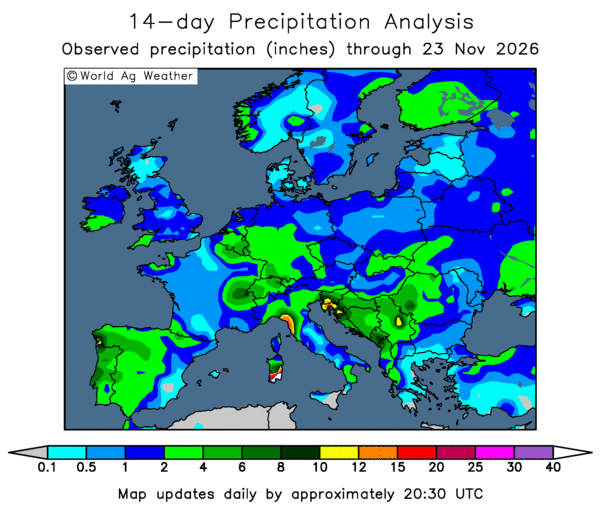 14-day Precipitation Analysis
Observed precipitation (inches) through 23 Nov 2026
© World Ag Weather
0.1 0.5 1 2 4 6 8 10 12 15 20 25 30 40
Map updates daily by approximately 20:30 UTC